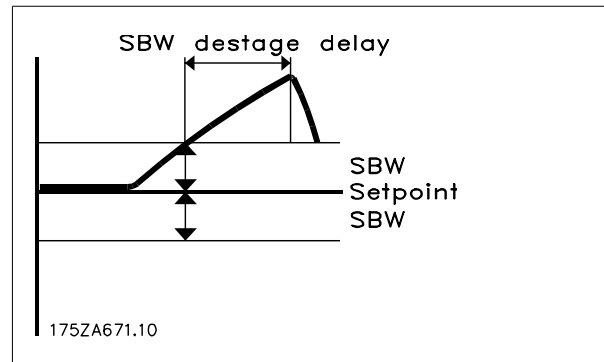 SBW destage delay
SBW
Setpoint
SBW
175ZA671.10